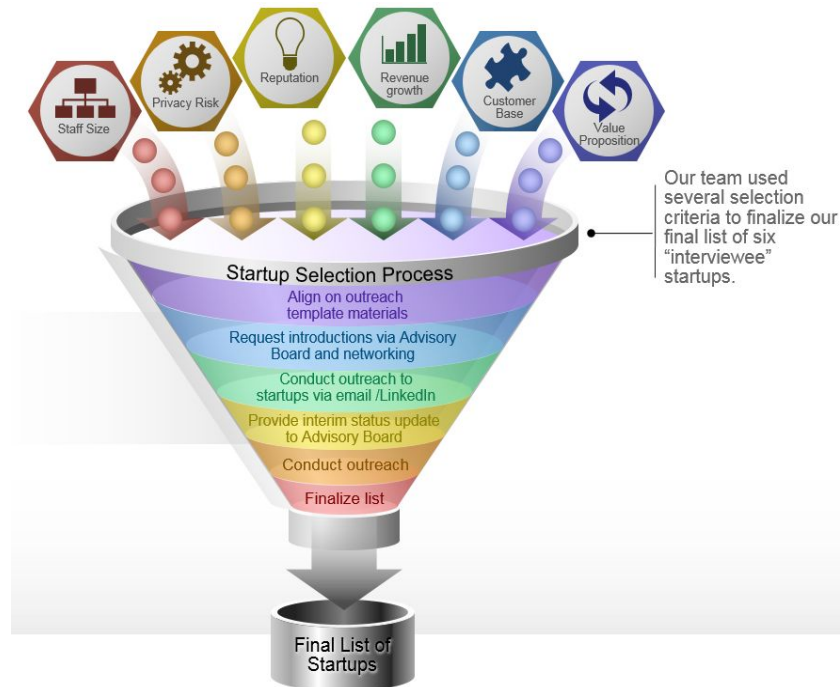 Staff Size
Privacy Risk
Reputation
Revenue
growth
Customer
Base
Value
Proposition
Our team used
several selection
criteria to finalize our
final list of six
“interviewee”
startups.
Startup Selection Process
Align on outreach
template materials
Request introductions via Advisory
Board and networking
Conduct outreach to
startups via email /LinkedIn
Provide interim status update
to Advisory Board
Conduct outreach
Finalize list
Final List of
Startups